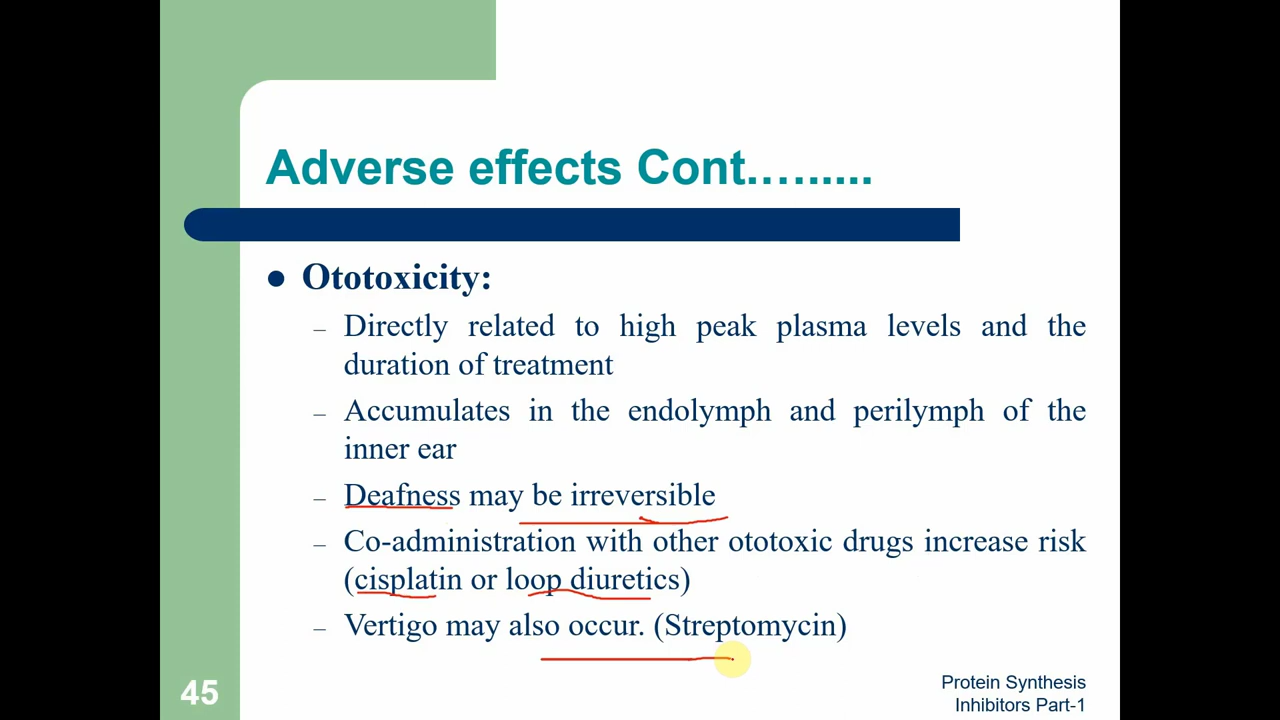 Adverse effects Cont.….....
● Ototoxicity:
– Directly related to high peak plasma levels and the
duration of treatment
– Accumulates in the endolymph and perilymph of the
inner ear
– Deafness may be irreversible
– Co-administration with other ototoxic drugs increase risk
(cisplatin or loop diuretics)
– Vertigo may also occur. (Streptomycin)
45
Protein Synthesis
Inhibitors Part-1